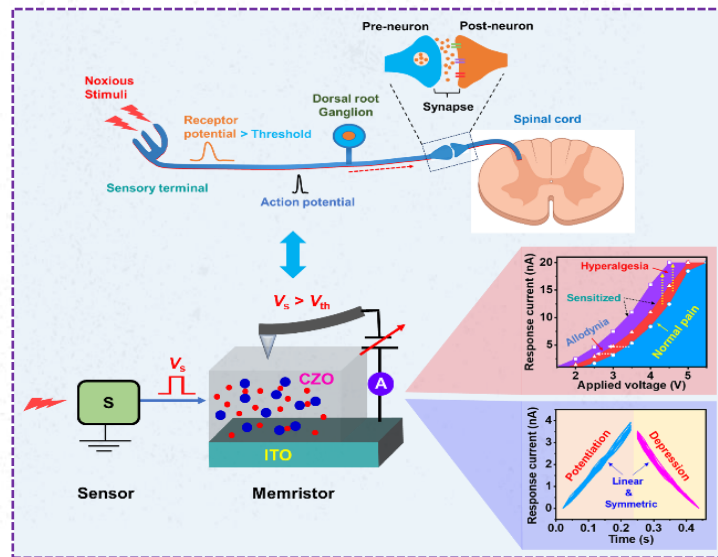 Pre-neuron
Post-neuron
Synapse
Noxious
Stimuli
Receptor
potential > Threshold
Dorsal root
Ganglion
Spinal cord
Sensory terminal
Action potential
Vs > Vth
Vs
S
CZO
A
ITO
Sensor
Memristor
Response current (nA)
20
15
10
5
Hyperalgesia
Sensitized
Allodynia
Normal pain
2
3
4
5
Applied voltage (V)
Response current (nA)
4
3
2
1
0
Potentiation
Depression
Linear
&
Symmetric
0.0
0.1
0.2
0.3
0.4
Time (s)